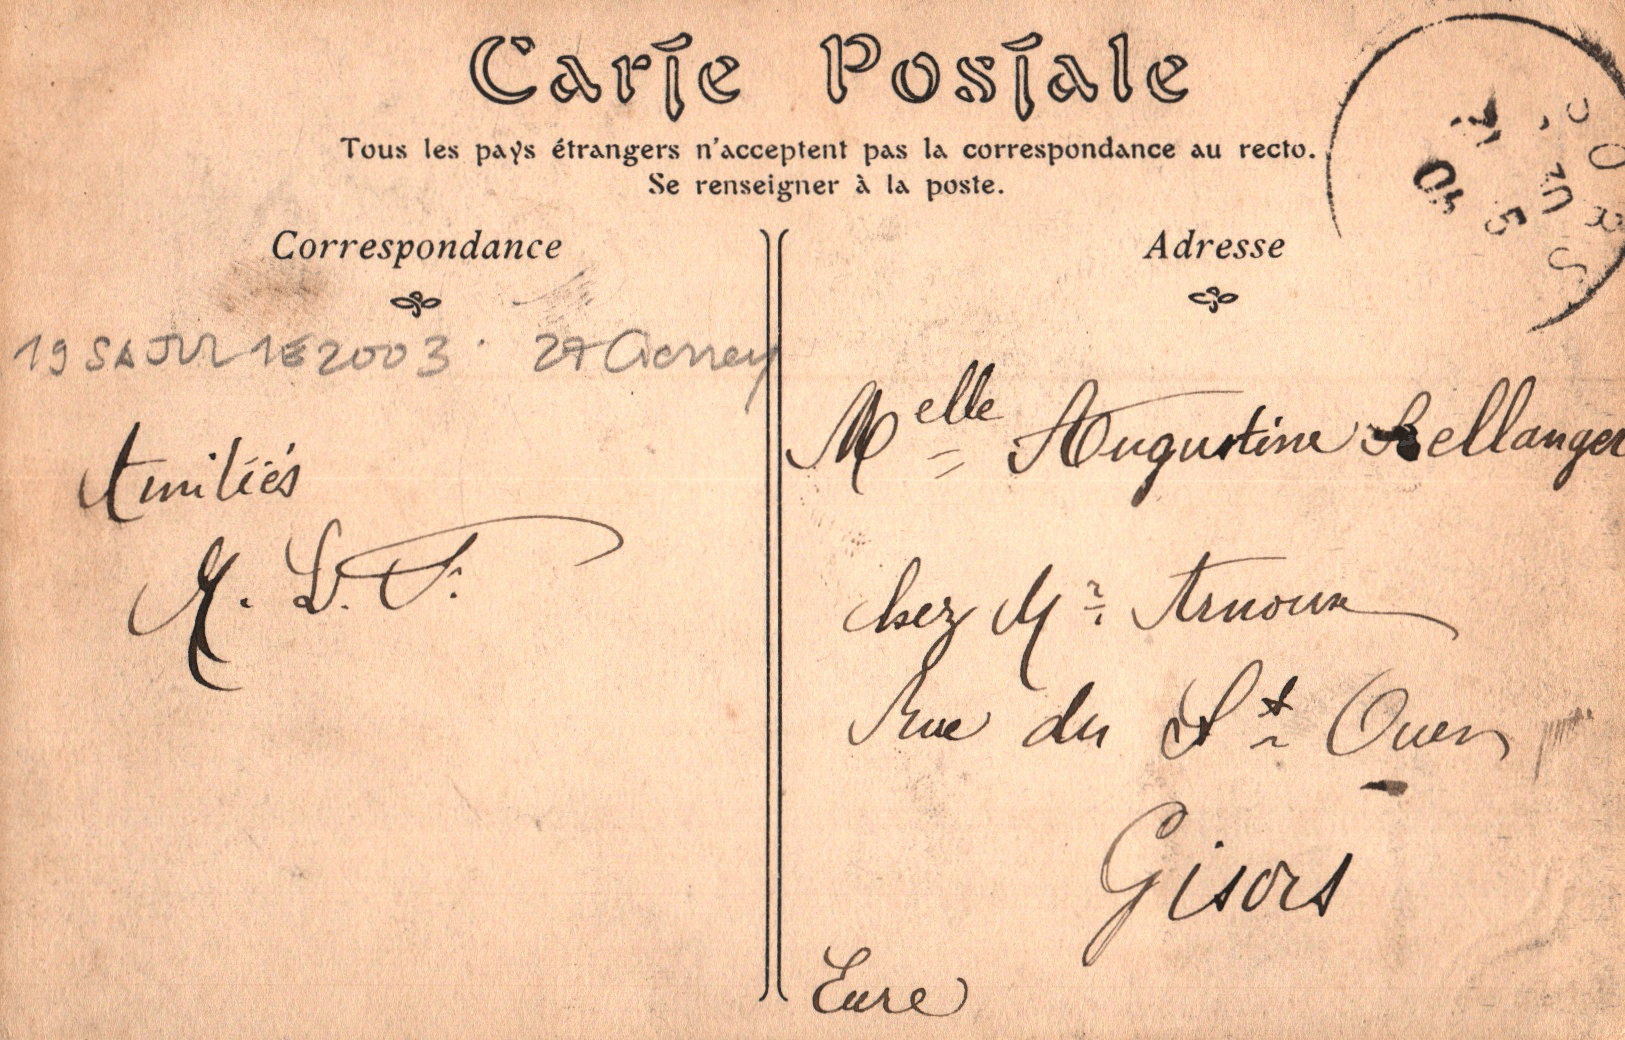 Carte Postale
Tous les pays étrangers n'acceptent pas la correspondance au recto.
Se renseigner à la poste.
Correspondance
19 SA JUL 1E 2003. 27
Amitiés
M. L. F.
Adresse
Melle Augustine Bellanger
chez Mr Arnoux
Rue du St Ouen
Gisors
Eure